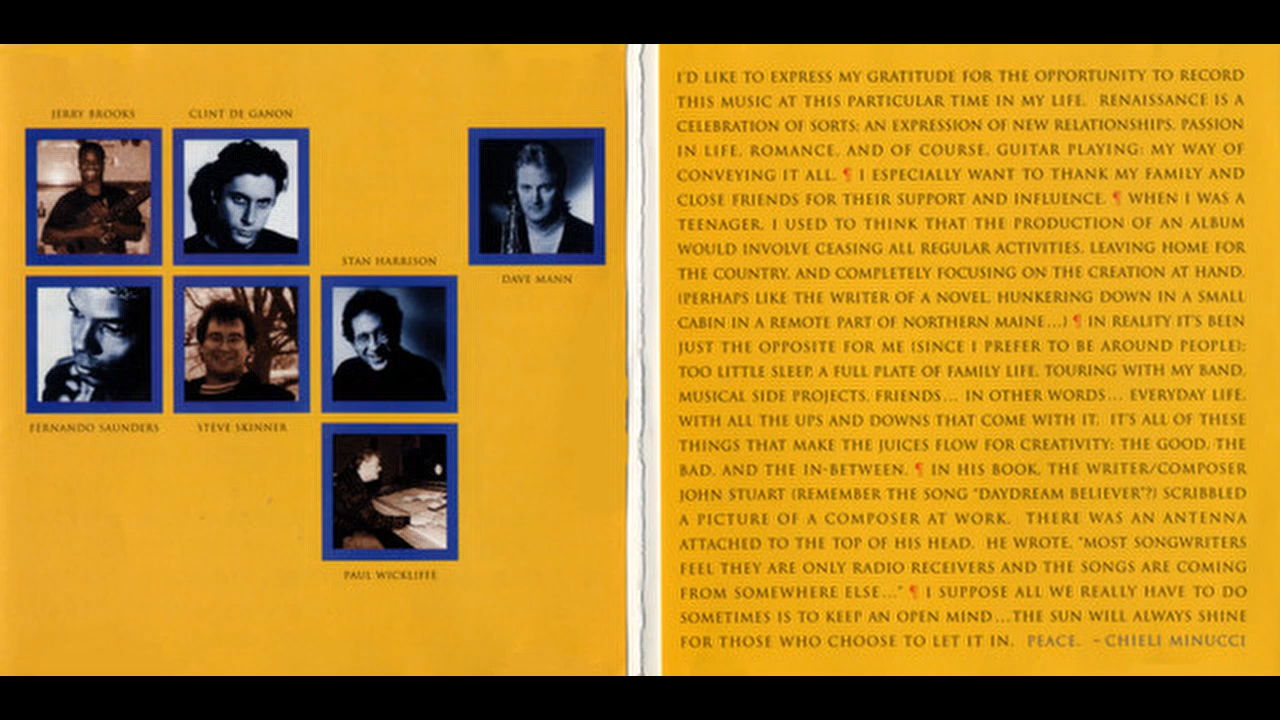 JERRY BROOKS
CLINT DE GANON
STAN HARRISON
DAVE MANN
FERNANDO SAUNDERS
STEVE SKINNER
PAUL WICKLIFFE
I'D LIKE TO EXPRESS MY GRATITUDE FOR THE OPPORTUNITY TO RECORD
THIS MUSIC AT THIS PARTICULAR TIME IN MY LIFE. RENAISSANCE IS A
CELEBRATION OF SORTS; AN EXPRESSION OF NEW RELATIONSHIPS, PASSION
IN LIFE, ROMANCE, AND OF COURSE, GUITAR PLAYING; MY WAY OF
CONVEYING IT ALL. ¶ I ESPECIALLY WANT TO THANK MY FAMILY AND
CLOSE FRIENDS FOR THEIR SUPPORT AND INFLUENCE. ¶ WHEN I WAS A
TEENAGER, I USED TO THINK THAT THE PRODUCTION OF AN ALBUM
WOULD INVOLVE CEASING ALL REGULAR ACTIVITIES, LEAVING HOME FOR
THE COUNTRY, AND COMPLETELY FOCUSING ON THE CREATION AT HAND.
(PERHAPS LIKE THE WRITER OF A NOVEL, HUNKERING DOWN IN A SMALL
CABIN IN A REMOTE PART OF NORTHERN MAINE...) ¶ IN REALITY IT'S BEEN
JUST THE OPPOSITE FOR ME (SINCE I PREFER TO BE AROUND PEOPLE);
TOO LITTLE SLEEP, A FULL PLATE OF FAMILY LIFE, TOURING WITH MY BAND,
MUSICAL SIDE PROJECTS, FRIENDS... IN OTHER WORDS... EVERYDAY LIFE,
WITH ALL THE UPS AND DOWNS THAT COME WITH IT. IT'S ALL OF THESE
THINGS THAT MAKE THE JUICES FLOW FOR CREATIVITY: THE GOOD, THE
BAD, AND THE IN-BETWEEN. ¶ IN HIS BOOK, THE WRITER/COMPOSER
JOHN STUART (REMEMBER THE SONG "DAYDREAM BELIEVER"?) SCRIBBLED
A PICTURE OF A COMPOSER AT WORK. THERE WAS AN ANTENNA
ATTACHED TO THE TOP OF HIS HEAD. HE WROTE, "MOST SONGWRITERS
FEEL THEY ARE ONLY RADIO RECEIVERS AND THE SONGS ARE COMING
FROM SOMEWHERE ELSE..." ¶ I SUPPOSE ALL WE REALLY HAVE TO DO
SOMETIMES IS TO KEEP AN OPEN MIND...THE SUN WILL ALWAYS SHINE
FOR THOSE WHO CHOOSE TO LET IT IN. PEACE. – CHIELI MINUCCI